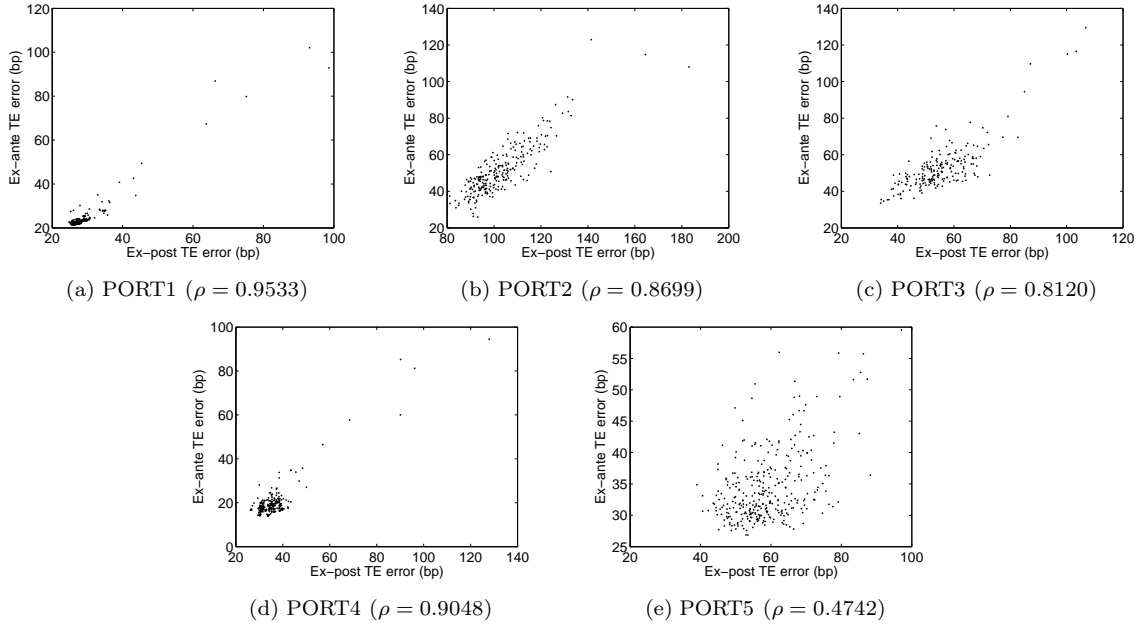 120
100
80
60
40
20
20 40 60 80 100
Ex−ante TE error (bp)
Ex−post TE error (bp)
(a) PORT1 (ρ = 0.9533)
140
120
100
80
60
40
20
80 100 120 140 160 180 200
Ex−ante TE error (bp)
Ex−post TE error (bp)
(b) PORT2 (ρ = 0.8699)
140
120
100
80
60
40
20
20 40 60 80 100 120
Ex−ante TE error (bp)
Ex−post TE error (bp)
(c) PORT3 (ρ = 0.8120)
100
80
60
40
20
0
20 40 60 80 100 120 140
Ex−ante TE error (bp)
Ex−post TE error (bp)
(d) PORT4 (ρ = 0.9048)
60
55
50
45
40
35
30
25
20 40 60 80 100
Ex−ante TE error (bp)
Ex−post TE error (bp)
(e) PORT5 (ρ = 0.4742)